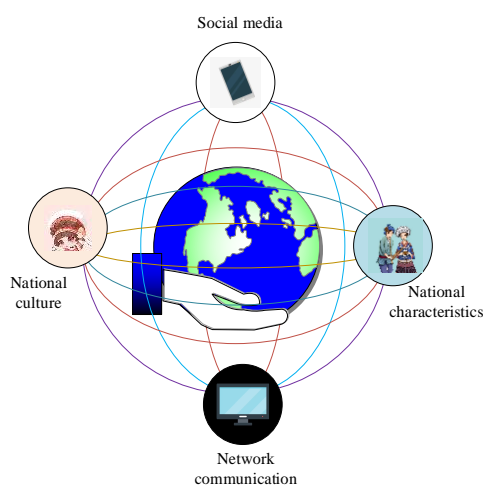 Social media
National
culture
National
characteristics
Network
communication